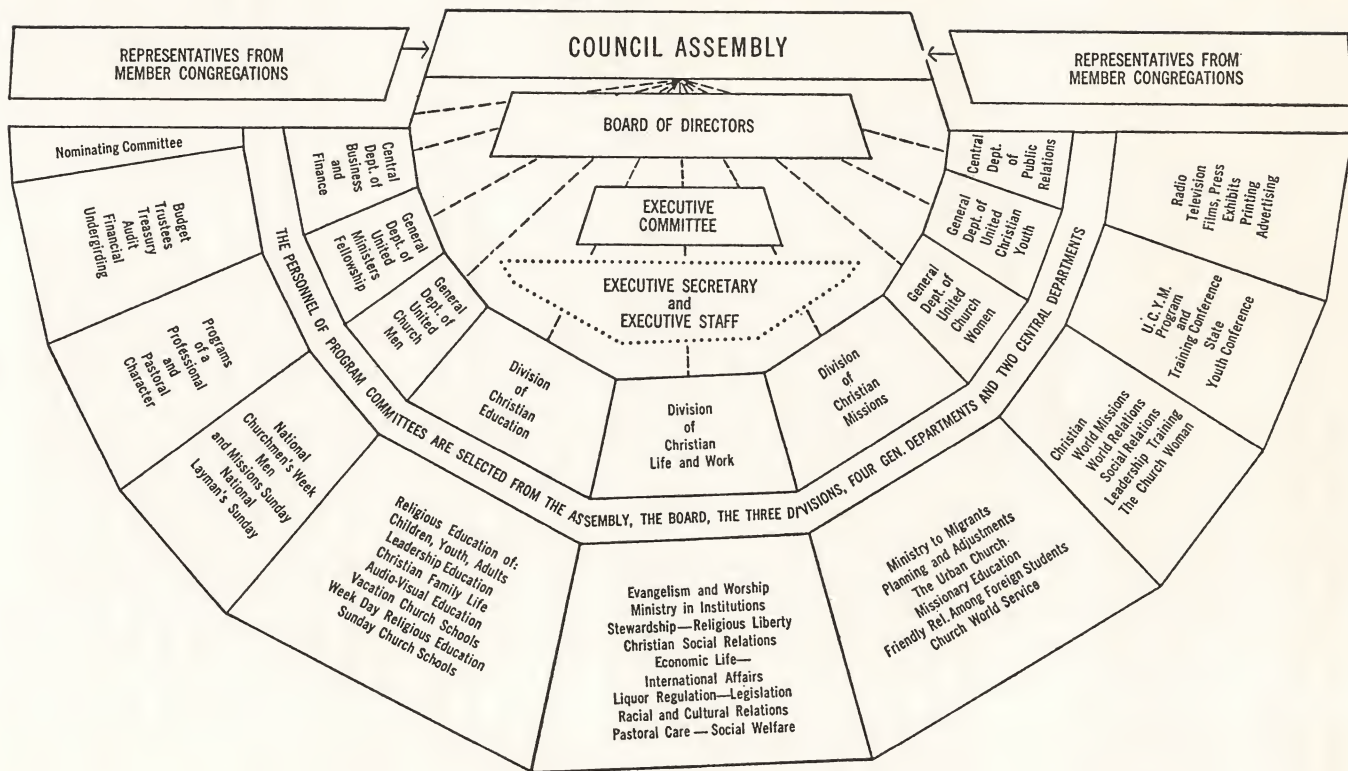 COUNCIL ASSEMBLY
REPRESENTATIVES FROM
MEMBER CONGREGATIONS
REPRESENTATIVES FROM
MEMBER CONGREGATIONS
BOARD OF DIRECTORS
EXECUTIVE
COMMITTEE
EXECUTIVE SECRETARY
and
EXECUTIVE STAFF
Central
Dept. of
Business
and
Finance
General
Dept. of
United
Ministers
Fellowship
General
Dept. of
United
Church
Men
Division
of
Christian
Education
Division
of
Christian
Life and Work
Division
of
Christian
Missions
General
Dept. of
United
Church
Women
General
Dept. of
United
Christian
Youth
Central
Dept.
of
Public
Relations
THE PERSONNEL OF PROGRAM COMMITTEES ARE SELECTED FROM THE ASSEMBLY, THE BOARD, THE THREE DIVISIONS, FOUR GEN. DEPARTMENTS AND TWO CENTRAL DEPARTMENTS
Nominating Committee
Budget
Trustees
Treasury
Audit
Financial
Undergirding
Programs
of a
Professional
and
Pastoral
Character
National
Churchmen's Week
Men
and Missions Sunday
National
Layman's Sunday
Religious Education of:
Children, Youth, Adults
Leadership Education
Christian Family Life
Audio-Visual Education
Vacation Church Schools
Week Day Religious Education
Sunday Church Schools
Evangelism and Worship
Ministry in Institutions
Stewardship—Religious Liberty
Christian Social Relations
Economic Life—
International Affairs
Liquor Regulation—Legislation
Racial and Cultural Relations
Pastoral Care — Social Welfare
Ministry to Migrants
Planning and Adjustments
The Urban Church.
Missionary Education
Friendly Rel. Among Foreign Students
Church World Service
Christian
World Missions
World Relations
Social Relations
Leadership Training
The Church Woman
U.C.Y.M.
Program
and
Training Conference
State
Youth Conference
Radio
Television
Films, Press
Exhibits
Printing
Advertising